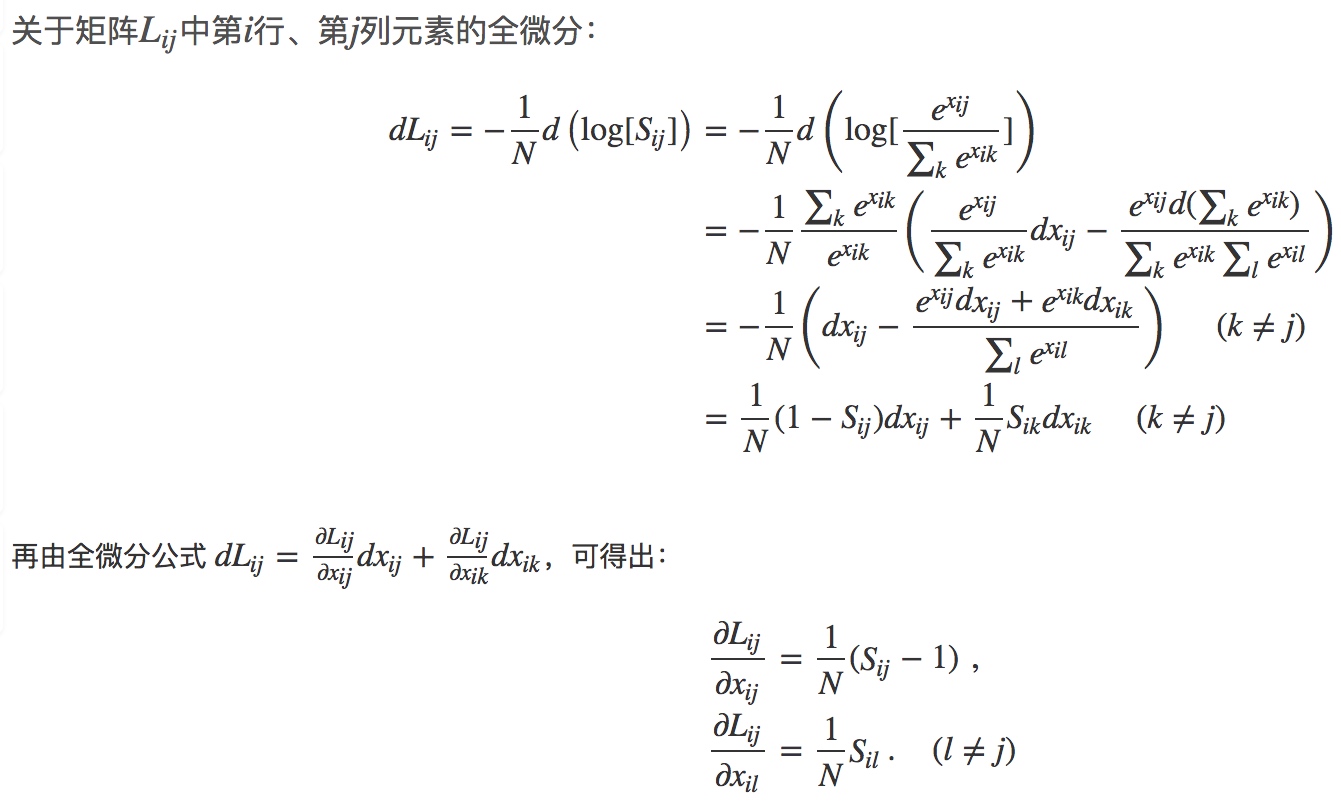 关于矩阵$L_{ij}$中第$i$行、第$j$列元素的全微分：
$dL_{ij} = -\frac{1}{N} d\left(\log[S_{ij}]\right) = -\frac{1}{N} d\left(\log[\frac{e^{x_{ij}}}{\sum_k e^{x_{ik}}}]\right)$
$= -\frac{1}{N} \frac{\sum_k e^{x_{ik}}}{e^{x_{ik}}} \left(\frac{e^{x_{ij}}}{\sum_k e^{x_{ik}}} dx_{ij} - \frac{e^{x_{ij}} d(\sum_k e^{x_{ik}})}{\sum_k e^{x_{ik}} \sum_l e^{x_{il}}}\right)$
$= -\frac{1}{N} \left(dx_{ij} - \frac{e^{x_{ij}} dx_{ij} + e^{x_{ik}} dx_{ik}}{\sum_l e^{x_{il}}}\right) \quad (k \neq j)$
$= \frac{1}{N}(1 - S_{ij})dx_{ij} + \frac{1}{N} S_{ik} dx_{ik} \quad (k \neq j)$
再由全微分公式 $dL_{ij} = \frac{\partial L_{ij}}{\partial x_{ij}} dx_{ij} + \frac{\partial L_{ij}}{\partial x_{ik}} dx_{ik}$，可得出：
$\frac{\partial L_{ij}}{\partial x_{ij}} = \frac{1}{N}(S_{ij} - 1) \ ,$
$\frac{\partial L_{ij}}{\partial x_{il}} = \frac{1}{N} S_{il} \ . \quad (l \neq j)$